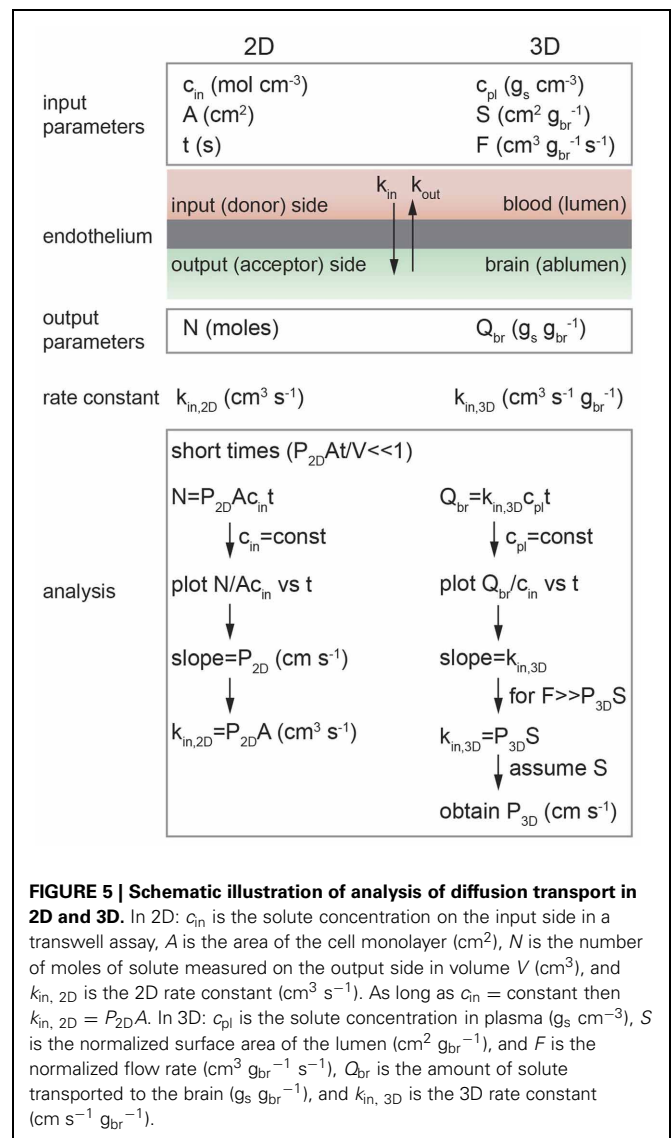 2D 3D
input parameters
c_in (mol cm^-3) c_pl (g_s cm^-3)
A (cm^2) S (cm^2 g_br^-1)
t (s) F (cm^3 g_br^-1 s^-1)
k_in k_out
input (donor) side blood (lumen)
endothelium
output (acceptor) side brain (ablumen)
output parameters
N (moles) Q_br (g_s g_br^-1)
rate constant k_in,2D (cm^3 s^-1) k_in,3D (cm^3 s^-1 g_br^-1)
short times (P_2D At/V<<1)
N=P_2D Ac_in t Q_br=k_in,3D c_pl t
c_in=const c_pl=const
analysis plot N/Ac_in vs t plot Q_br/c_in vs t
slope=P_2D (cm s^-1) slope=k_in,3D
for F>>P_3D S
k_in,2D=P_2D A (cm^3 s^-1) k_in,3D=P_3D S
assume S
obtain P_3D (cm s^-1)
FIGURE 5 | Schematic illustration of analysis of diffusion transport in
2D and 3D. In 2D: c_in is the solute concentration on the input side in a
transwell assay, A is the area of the cell monolayer (cm^2), N is the number
of moles of solute measured on the output side in volume V (cm^3), and
k_in, 2D is the 2D rate constant (cm^3 s^−1). As long as c_in = constant then
k_in, 2D = P_2D A. In 3D: c_pl is the solute concentration in plasma (g_s cm^−3), S
is the normalized surface area of the lumen (cm^2 g_br^−1), and F is the
normalized flow rate (cm^3 g_br^−1 s^−1), Q_br is the amount of solute
transported to the brain (g_s g_br^−1), and k_in, 3D is the 3D rate constant
(cm s^−1 g_br^−1).